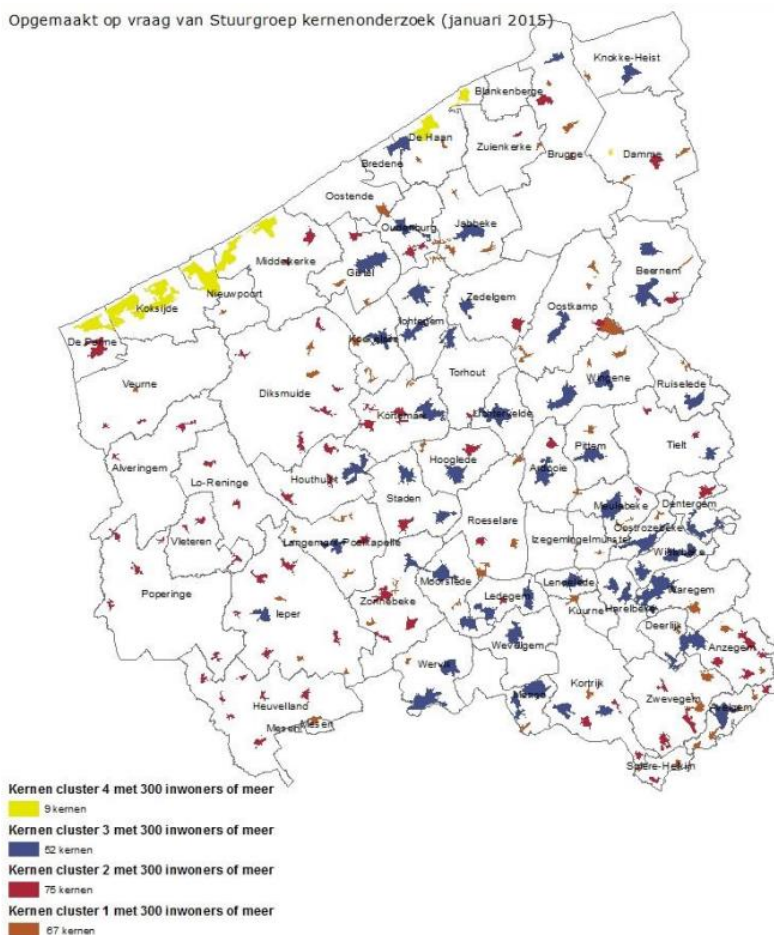 Opgemaakt op vraag van Stuurgroep kernenonderzoek (januari 2015)
Knokke-Heist
Blankenberge
De Haan
Zuienkerke
Brugge
Damme
Bredene
Oostende
Oudenburg
Jabbeke
Middelkerke
Gistel
Beernem
Nieuwpoort
Koksijde
Zedelgem
Oostkamp
Ichtegem
De Panne
Koekelare
Torhout
Veurne
Wingene
Ruiselede
Diksmuide
Kortemark
Lichtervelde
Tielt
Pittem
Alveringem
Hooglede
Ardooie
Lo-Reninge
Houthulst
Staden
Meulebeke
Dentergem
Roeselare
Oostrozebeke
Vleteren
Langemark-Poelkapelle
Izegem
Ingelmunster
Wielsbeke
Moorslede
Poperinge
Zonnebeke
Ledegem
Lendelede
Waregem
Ieper
Kuurne
Harelbeke
Deerlijk
Wevelgem
Anzegem
Wervik
Kortrijk
Zwevegem
Menen
Heuvelland
Avelgem
Mesen
Mesen
Spiere-Helkijn
Kernen cluster 4 met 300 inwoners of meer
9 kernen
Kernen cluster 3 met 300 inwoners of meer
52 kernen
Kernen cluster 2 met 300 inwoners of meer
75 kernen
Kernen cluster 1 met 300 inwoners of meer
67 kernen